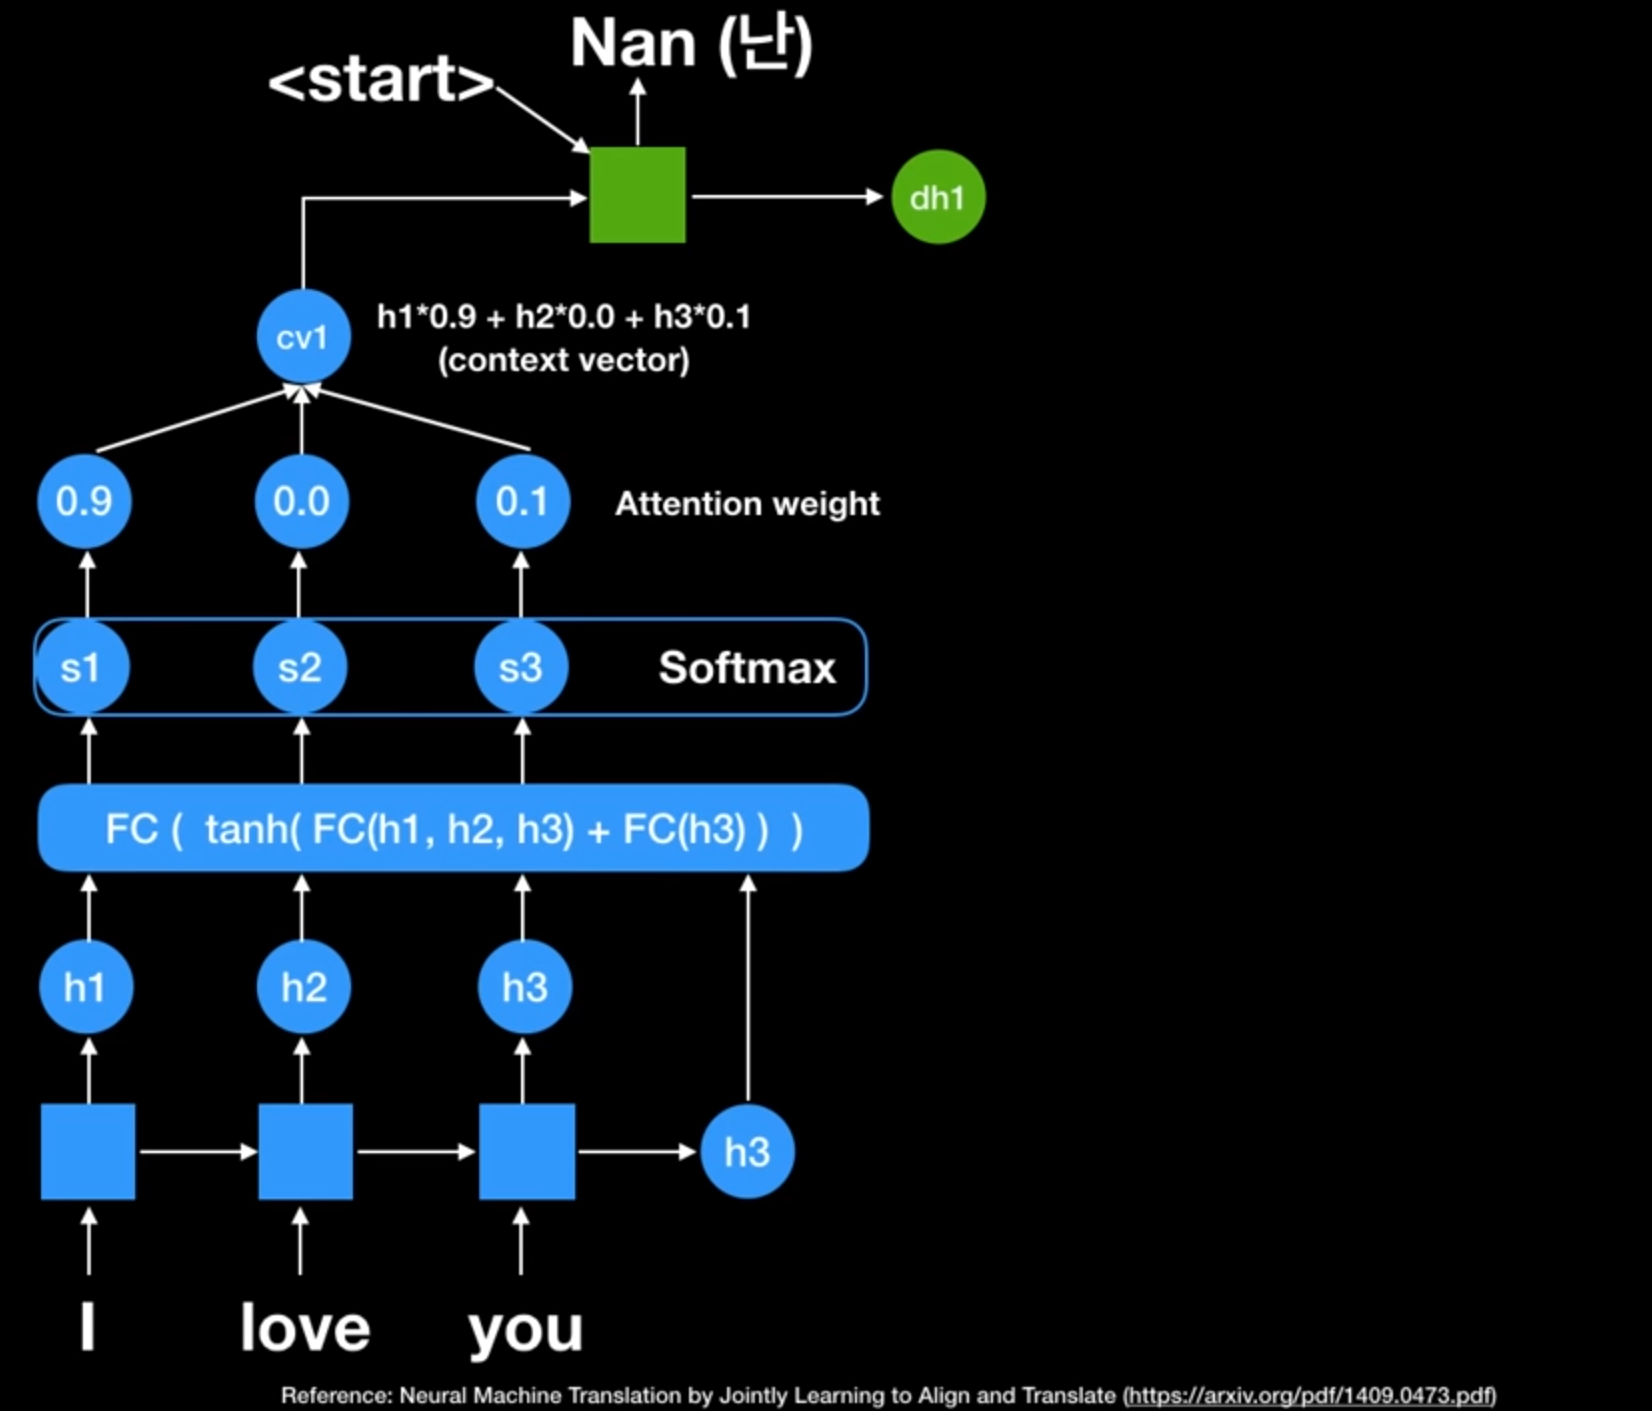 Nan (난)
<start>
dh1
cv1
h1*0.9 + h2*0.0 + h3*0.1
(context vector)
0.9 0.0 0.1 Attention weight
s1 s2 s3 Softmax
FC ( tanh( FC(h1, h2, h3) + FC(h3) ) )
h1 h2 h3
h3
I love you
Reference: Neural Machine Translation by Jointly Learning to Align and Translate (https://arxiv.org/pdf/1409.0473.pdf)